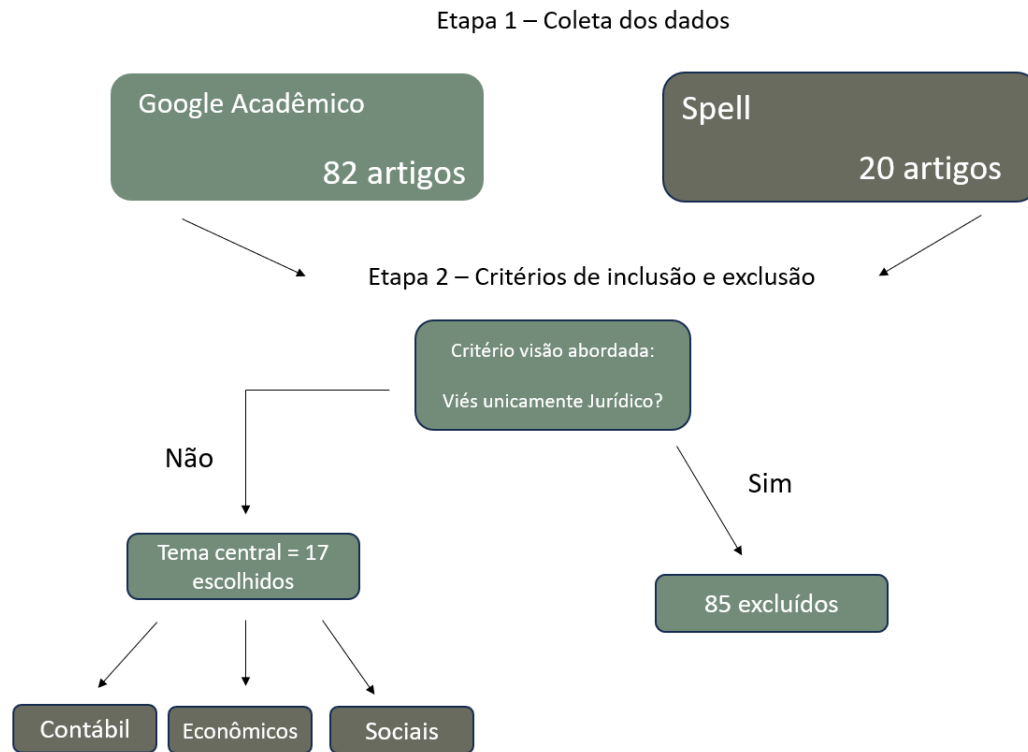 Etapa 1 – Coleta dos dados
Google Acadêmico
82 artigos
Spell
20 artigos
Etapa 2 – Critérios de inclusão e exclusão
Critério visão abordada:
Viés unicamente Jurídico?
Não
Sim
Tema central = 17
escolhidos
85 excluídos
Contábil
Econômicos
Sociais